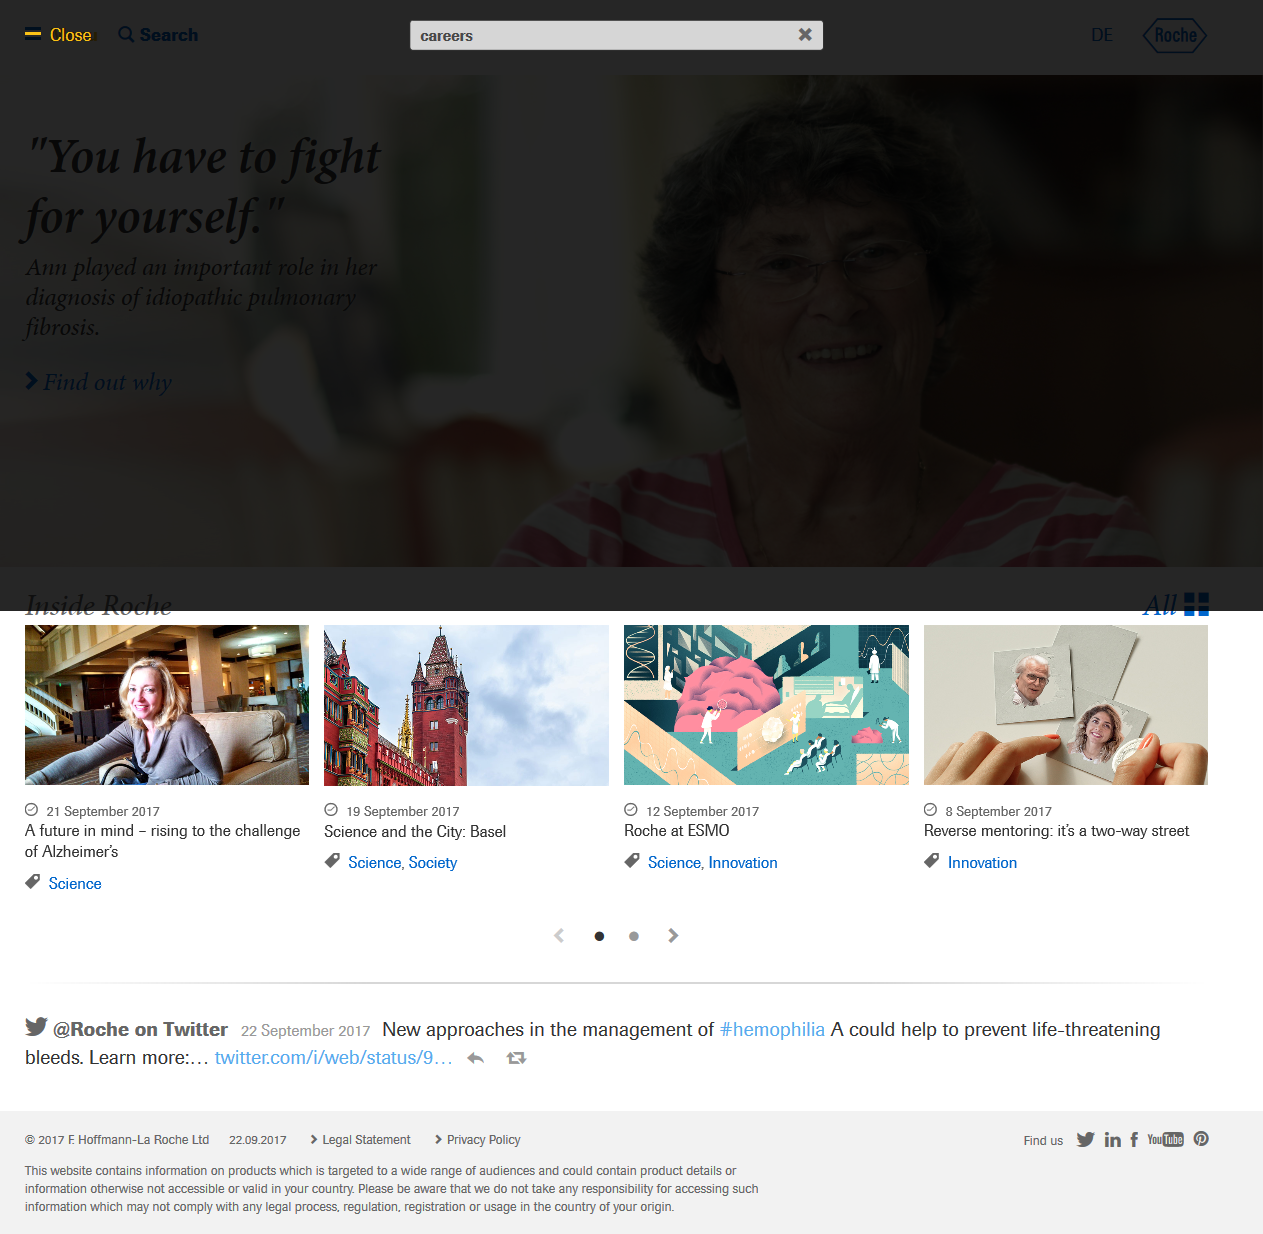 Close
Search
careers
DE
Roche
"You have to fight
for yourself."
Ann played an important role in her
diagnosis of idiopathic pulmonary
fibrosis.
Find out why
Inside Roche
All
21 September 2017
A future in mind – rising to the challenge
of Alzheimer's
Science
19 September 2017
Science and the City: Basel
Science, Society
12 September 2017
Roche at ESMO
Science, Innovation
8 September 2017
Reverse mentoring: it's a two-way street
Innovation
@Roche on Twitter 22 September 2017 New approaches in the management of #hemophilia A could help to prevent life-threatening
bleeds. Learn more:… twitter.com/i/web/status/9…
© 2017 F. Hoffmann-La Roche Ltd 22.09.2017 Legal Statement Privacy Policy
Find us
You Tube
This website contains information on products which is targeted to a wide range of audiences and could contain product details or
information otherwise not accessible or valid in your country. Please be aware that we do not take any responsibility for accessing such
information which may not comply with any legal process, regulation, registration or usage in the country of your origin.